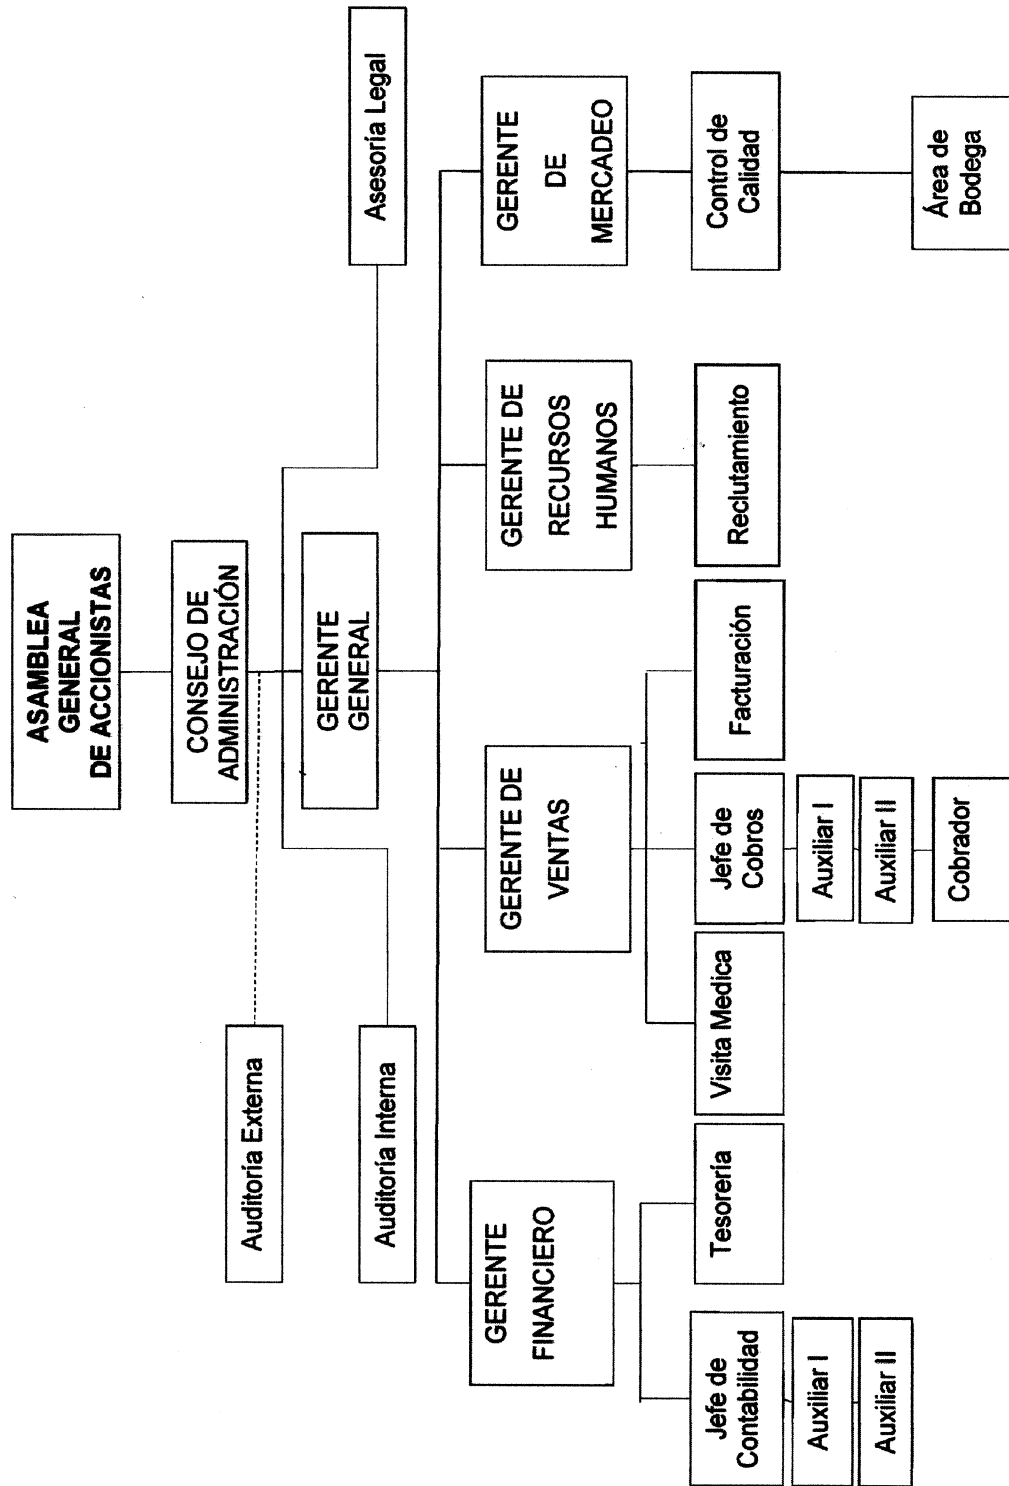 ASAMBLEA
GENERAL
DE ACCIONISTAS
CONSEJO DE
ADMINISTRACIÓN
Auditoría Externa
GERENTE
GENERAL
Auditoría Interna
Asesoría Legal
GERENTE
FINANCIERO
GERENTE DE
VENTAS
GERENTE DE
RECURSOS
HUMANOS
GERENTE
DE
MERCADEO
Jefe de
Contabilidad
Tesorería
Visita Medica
Jefe de
Cobros
Facturación
Reclutamiento
Control de
Calidad
Auxiliar I
Auxiliar I
Auxiliar II
Auxiliar II
Cobrador
Área de
Bodega